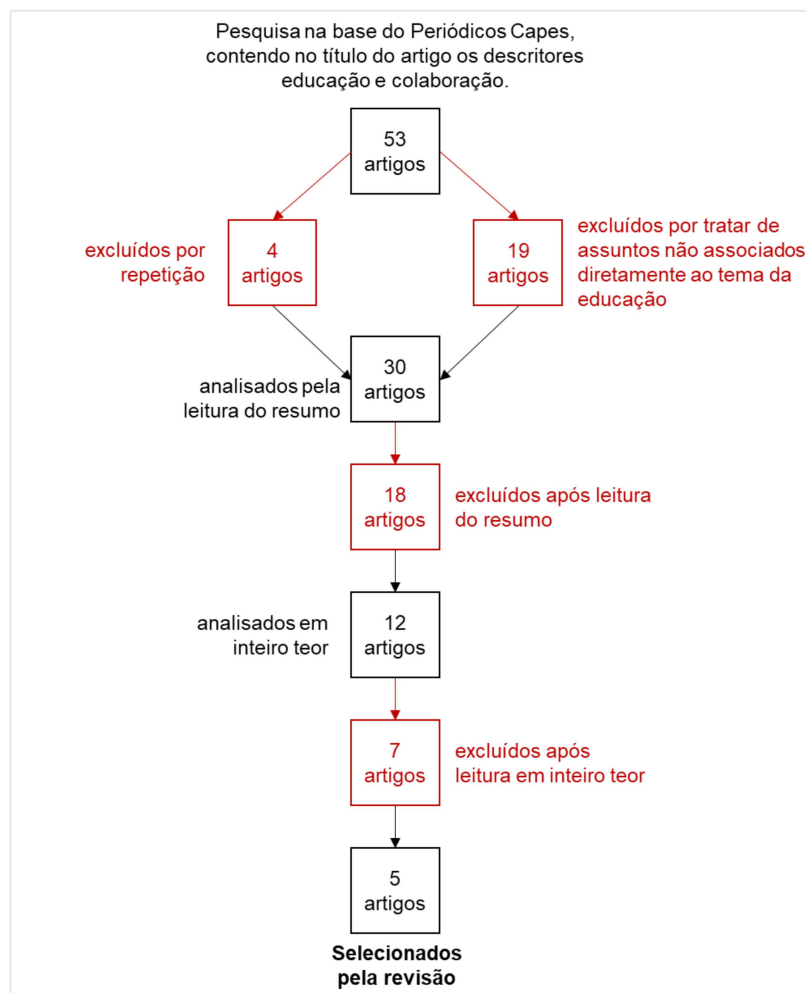 Pesquisa na base do Periódicos Capes,
contendo no título do artigo os descritores
educação e colaboração.
53
artigos
excluídos por
repetição
4
artigos
19
artigos
excluídos por tratar de
assuntos não associados
diretamente ao tema da
educação
30
artigos
analisados pela
leitura do resumo
18
artigos
excluídos após leitura
do resumo
analisados em
inteiro teor
12
artigos
7
artigos
excluídos após
leitura em inteiro teor
5
artigos
Selecionados
pela revisão